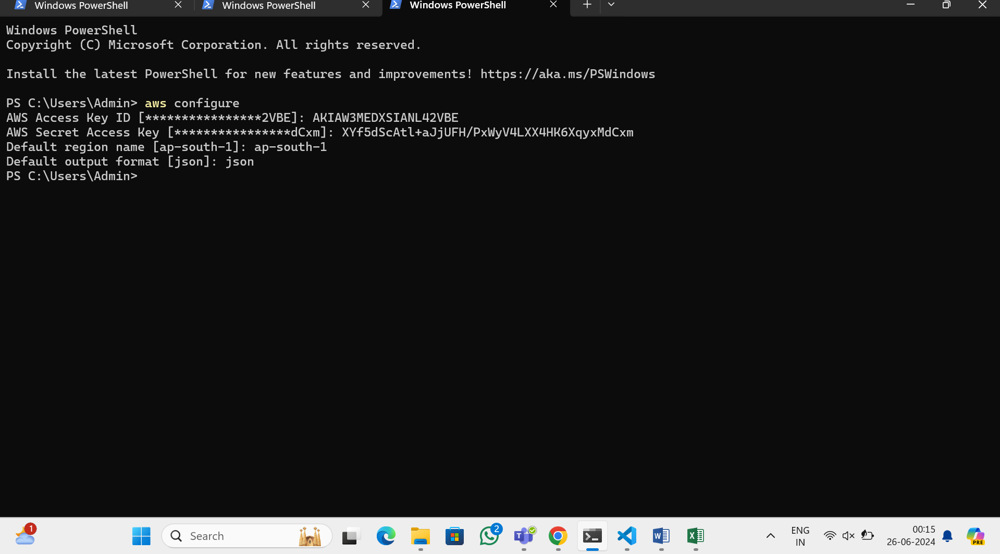 Windows PowerShell
Windows PowerShell
Windows PowerShell
Windows PowerShell
Copyright (C) Microsoft Corporation. All rights reserved.
Install the latest PowerShell for new features and improvements! https://aka.ms/PSWindows
PS C:\Users\Admin> aws configure
AWS Access Key ID [****************2VBE]: AKIAW3MEDXSIANL42VBE
AWS Secret Access Key [****************dCxm]: 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
Default region name [ap-south-1]: ap-south-1
Default output format [json]: json
PS C:\Users\Admin>
1
Search
2
T
W
X
ENG
IN
00:15
26-06-2024
PRE